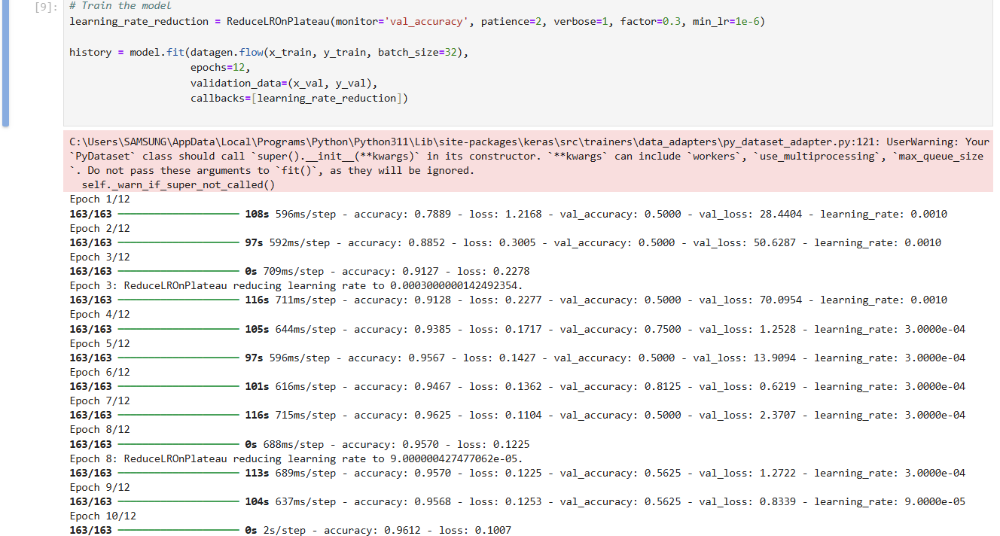 [9]: # Train the model
learning_rate_reduction = ReduceLROnPlateau(monitor='val_accuracy', patience=2, verbose=1, factor=0.3, min_lr=1e-6)
history = model.fit(datagen.flow(x_train, y_train, batch_size=32),
epochs=12,
validation_data=(x_val, y_val),
callbacks=[learning_rate_reduction])
C:\Users\SAMSUNG\AppData\Local\Programs\Python\Python311\Lib\site-packages\keras\src\trainers\data_adapters\py_dataset_adapter.py:121: UserWarning: Your
`PyDataset` class should call `super().__init__(**kwargs)` in its constructor. `**kwargs` can include `workers`, `use_multiprocessing`, `max_queue_size
`. Do not pass these arguments to `fit()`, as they will be ignored.
self._warn_if_super_not_called()
Epoch 1/12
163/163 ━━━━━━━━━━━━━━━━━━━━ 108s 596ms/step - accuracy: 0.7889 - loss: 1.2168 - val_accuracy: 0.5000 - val_loss: 28.4404 - learning_rate: 0.0010
Epoch 2/12
163/163 ━━━━━━━━━━━━━━━━━━━━ 97s 592ms/step - accuracy: 0.8852 - loss: 0.3005 - val_accuracy: 0.5000 - val_loss: 50.6287 - learning_rate: 0.0010
Epoch 3/12
163/163 ━━━━━━━━━━━━━━━━━━━━ 0s 709ms/step - accuracy: 0.9127 - loss: 0.2278
Epoch 3: ReduceLROnPlateau reducing learning rate to 0.0003000000142492354.
163/163 ━━━━━━━━━━━━━━━━━━━━ 116s 711ms/step - accuracy: 0.9128 - loss: 0.2277 - val_accuracy: 0.5000 - val_loss: 70.0954 - learning_rate: 0.0010
Epoch 4/12
163/163 ━━━━━━━━━━━━━━━━━━━━ 105s 644ms/step - accuracy: 0.9385 - loss: 0.1717 - val_accuracy: 0.7500 - val_loss: 1.2528 - learning_rate: 3.0000e-04
Epoch 5/12
163/163 ━━━━━━━━━━━━━━━━━━━━ 97s 596ms/step - accuracy: 0.9567 - loss: 0.1427 - val_accuracy: 0.5000 - val_loss: 13.9094 - learning_rate: 3.0000e-04
Epoch 6/12
163/163 ━━━━━━━━━━━━━━━━━━━━ 101s 616ms/step - accuracy: 0.9467 - loss: 0.1362 - val_accuracy: 0.8125 - val_loss: 0.6219 - learning_rate: 3.0000e-04
Epoch 7/12
163/163 ━━━━━━━━━━━━━━━━━━━━ 116s 715ms/step - accuracy: 0.9625 - loss: 0.1104 - val_accuracy: 0.5000 - val_loss: 2.3707 - learning_rate: 3.0000e-04
Epoch 8/12
163/163 ━━━━━━━━━━━━━━━━━━━━ 0s 688ms/step - accuracy: 0.9570 - loss: 0.1225
Epoch 8: ReduceLROnPlateau reducing learning rate to 9.000000427477062e-05.
163/163 ━━━━━━━━━━━━━━━━━━━━ 113s 689ms/step - accuracy: 0.9570 - loss: 0.1225 - val_accuracy: 0.5625 - val_loss: 1.2722 - learning_rate: 3.0000e-04
Epoch 9/12
163/163 ━━━━━━━━━━━━━━━━━━━━ 104s 637ms/step - accuracy: 0.9568 - loss: 0.1253 - val_accuracy: 0.5625 - val_loss: 0.8339 - learning_rate: 9.0000e-05
Epoch 10/12
163/163 ━━━━━━━━━━━━━━━━━━━━ 0s 2s/step - accuracy: 0.9612 - loss: 0.1007